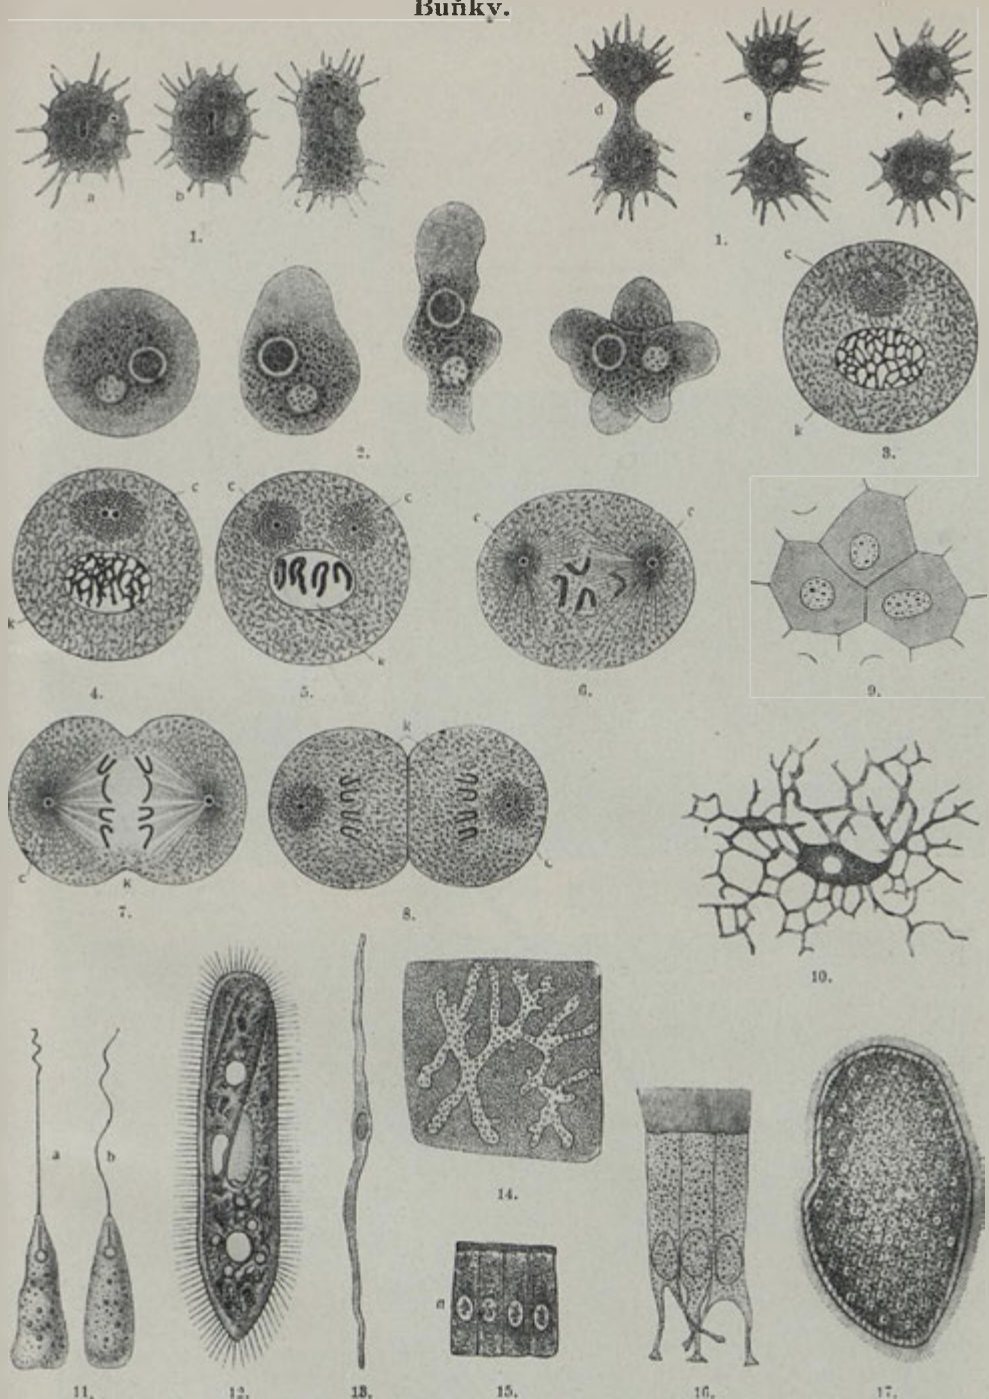 Buňky.
a b c d e f
1. 1.
c
k
2. 3.
c c c c c
k k
4. 5. 6. 9.
k
c k c
7. 8.
10.
a b
14.
a
11. 12. 13. 15. 16. 17.